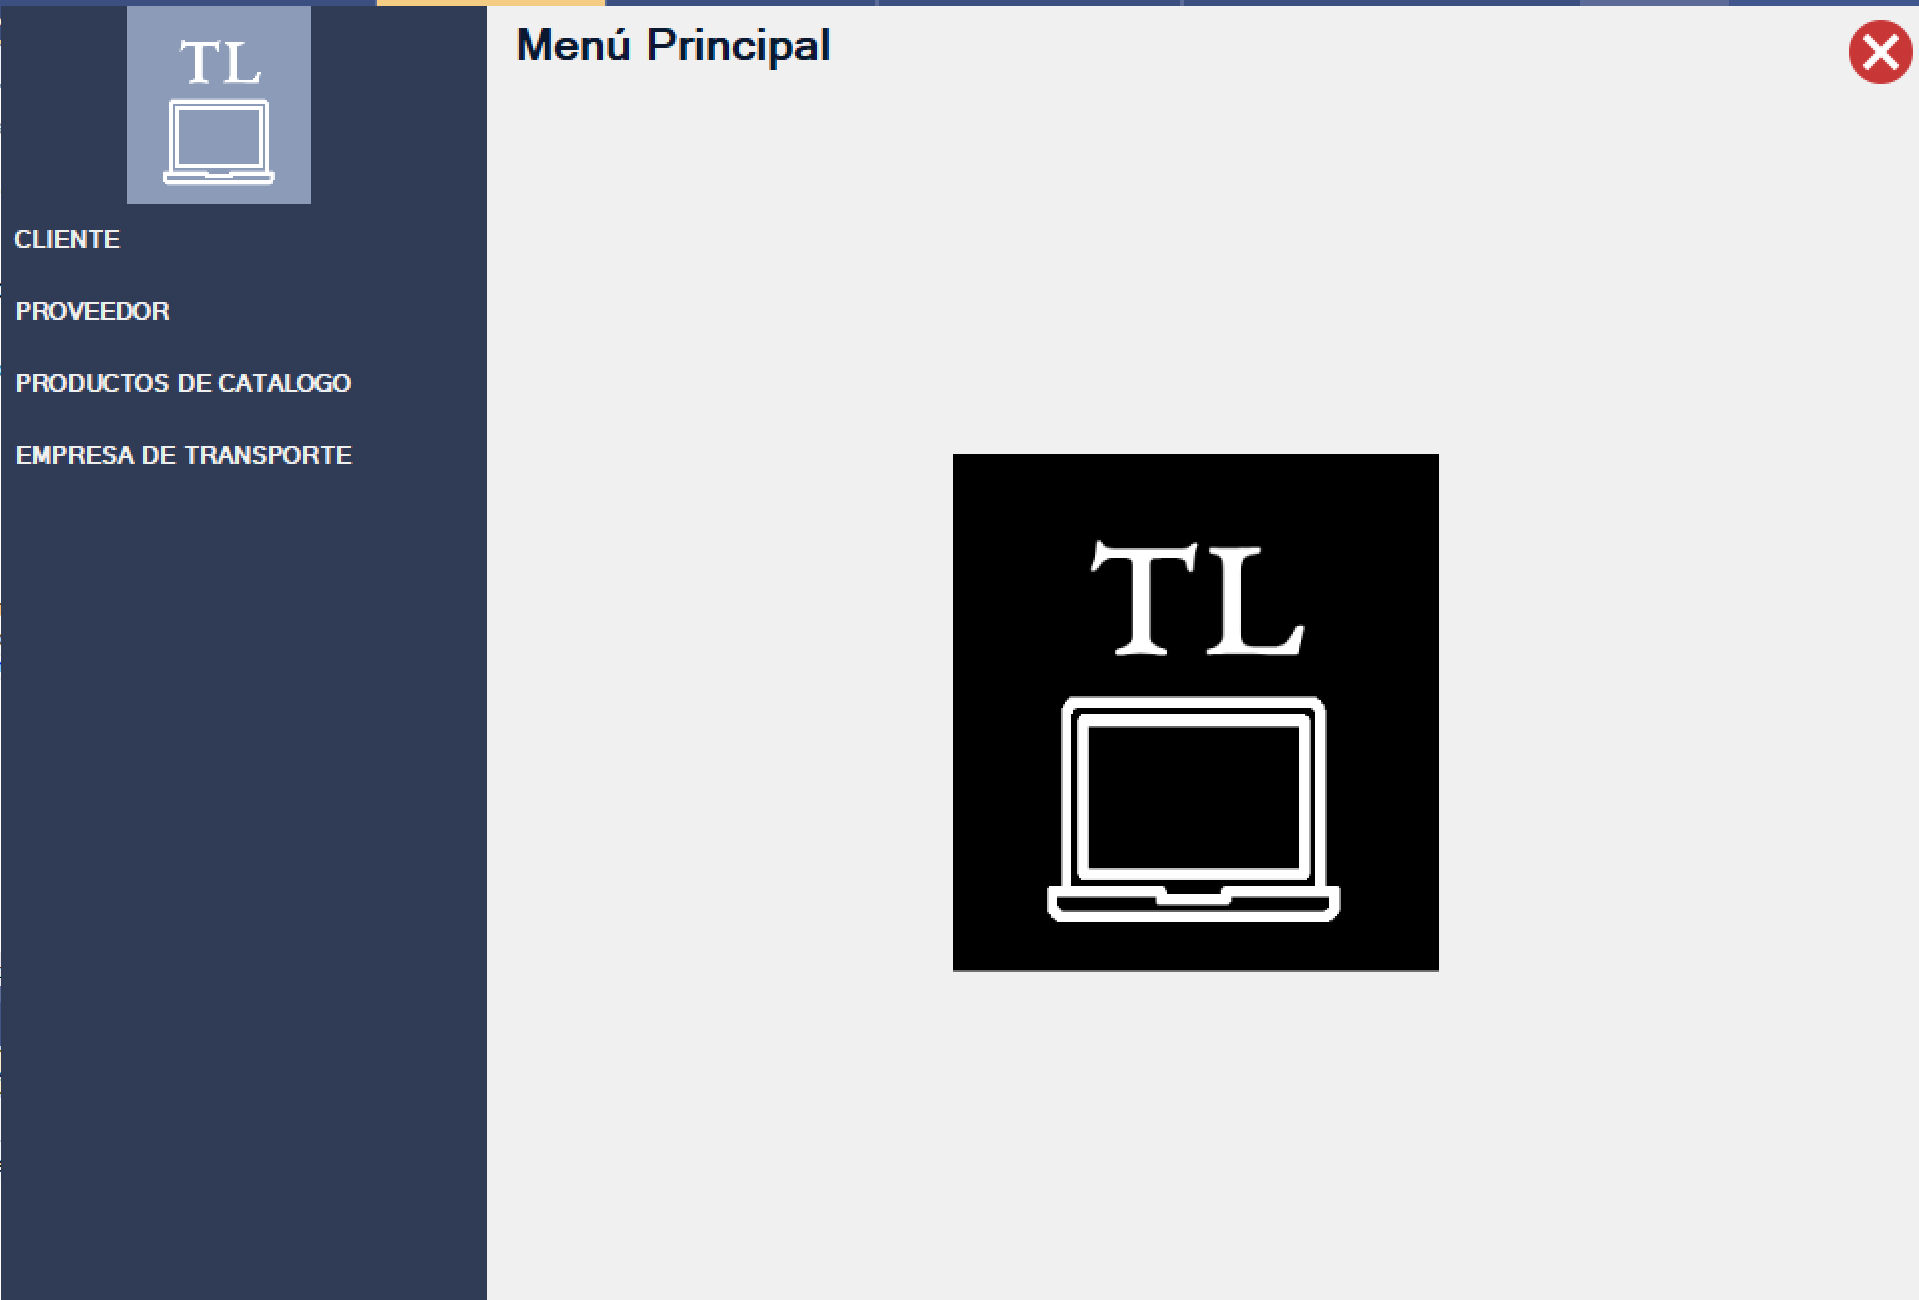 TL
Menú Principal
CLIENTE
PROVEEDOR
PRODUCTOS DE CATALOGO
EMPRESA DE TRANSPORTE
TL